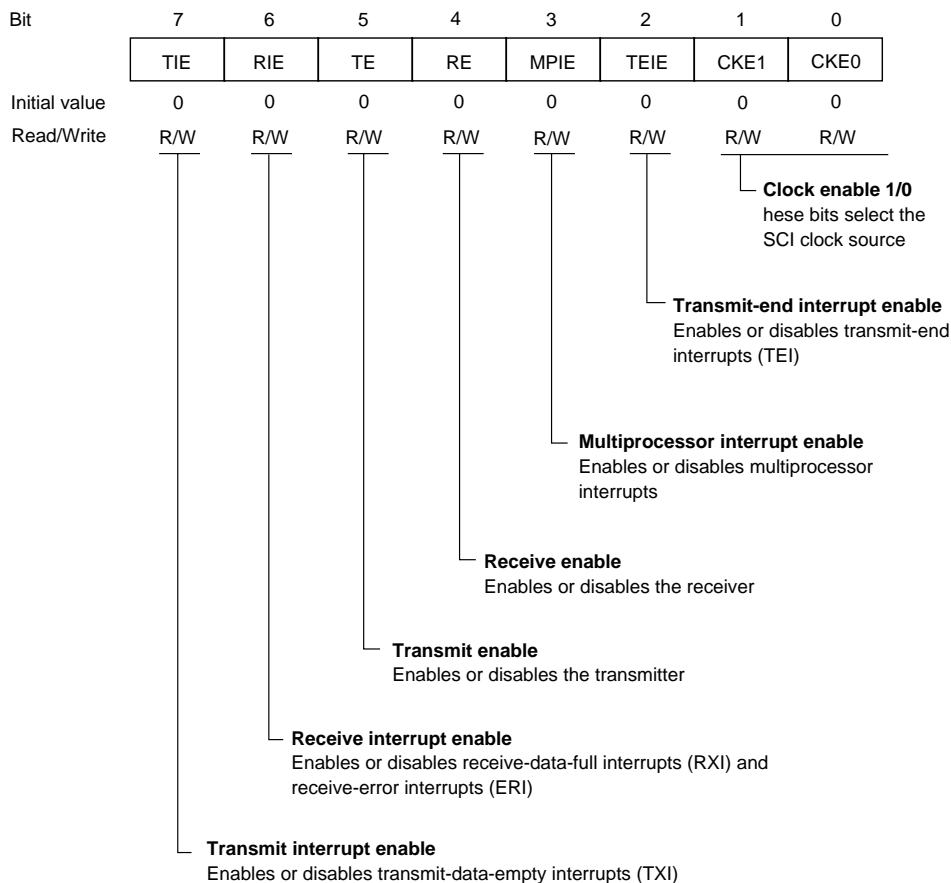 Bit 7 6 5 4 3 2 1 0
TIE RIE TE RE MPIE TEIE CKE1 CKE0
Initial value 0 0 0 0 0 0 0 0
Read/Write R/W R/W R/W R/W R/W R/W R/W R/W
Clock enable 1/0
hese bits select the
SCI clock source
Transmit-end interrupt enable
Enables or disables transmit-end
interrupts (TEI)
Multiprocessor interrupt enable
Enables or disables multiprocessor
interrupts
Receive enable
Enables or disables the receiver
Transmit enable
Enables or disables the transmitter
Receive interrupt enable
Enables or disables receive-data-full interrupts (RXI) and
receive-error interrupts (ERI)
Transmit interrupt enable
Enables or disables transmit-data-empty interrupts (TXI)